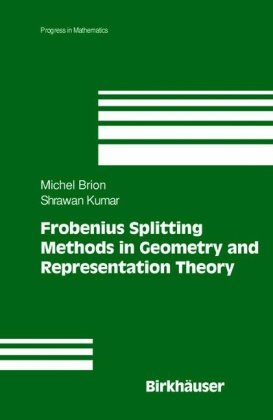 Progress in Mathematics
Michel Brion
Shrawan Kumar
Frobenius Splitting
Methods in Geometry and
Representation Theory
Birkhäuser